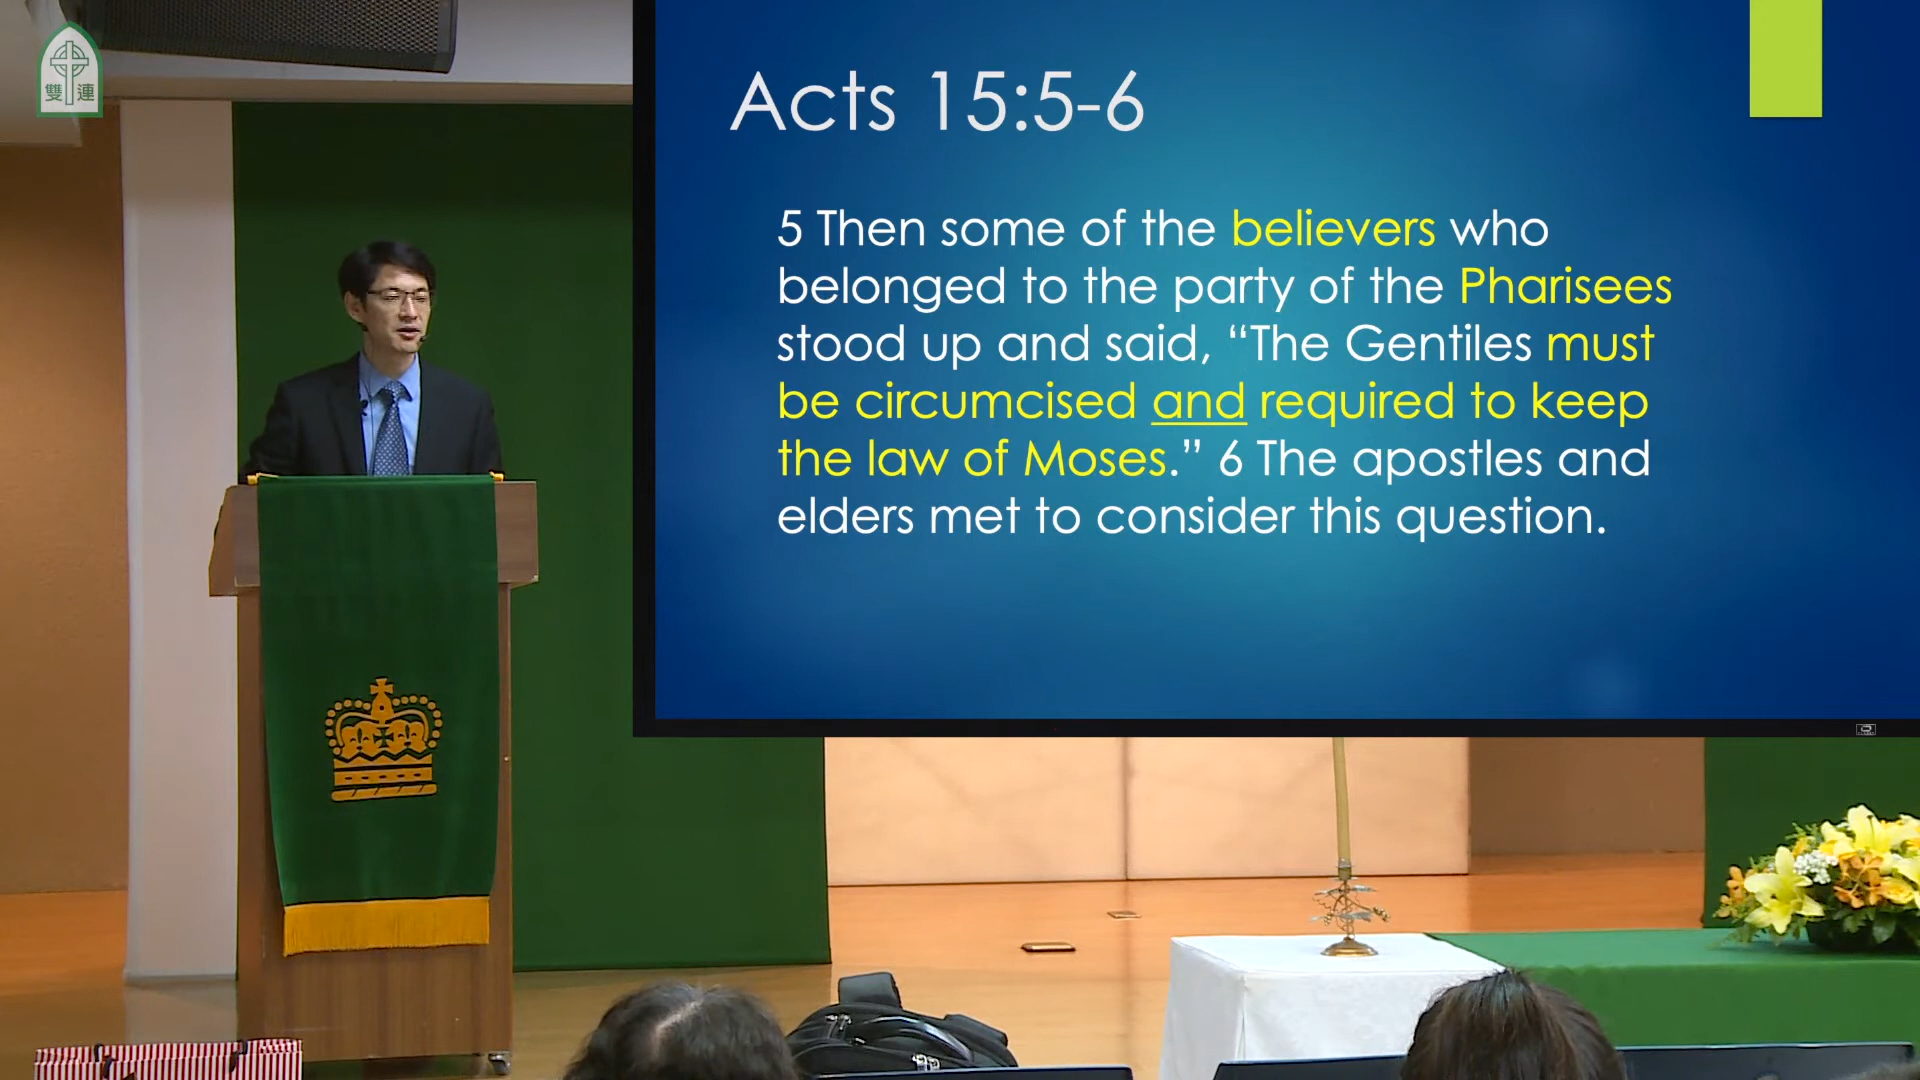 雙連
Acts 15:5-6
5 Then some of the believers who
belonged to the party of the Pharisees
stood up and said, “The Gentiles must
be circumcised and required to keep
the law of Moses.” 6 The apostles and
elders met to consider this question.